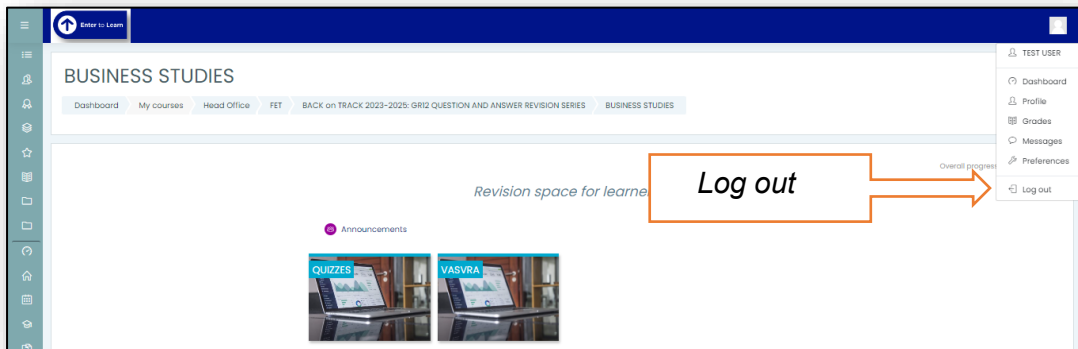 Enter to Learn
TEST USER
BUSINESS STUDIES
Dashboard
Dashboard My courses Head Office FET BACK on TRACK 2023-2025: GR12 QUESTION AND ANSWER REVISION SERIES BUSINESS STUDIES
Profile
Grades
Messages
Preferences
Overall progres
Log out
Log out
Revision space for learne
Announcements
QUIZZES
VASVRA